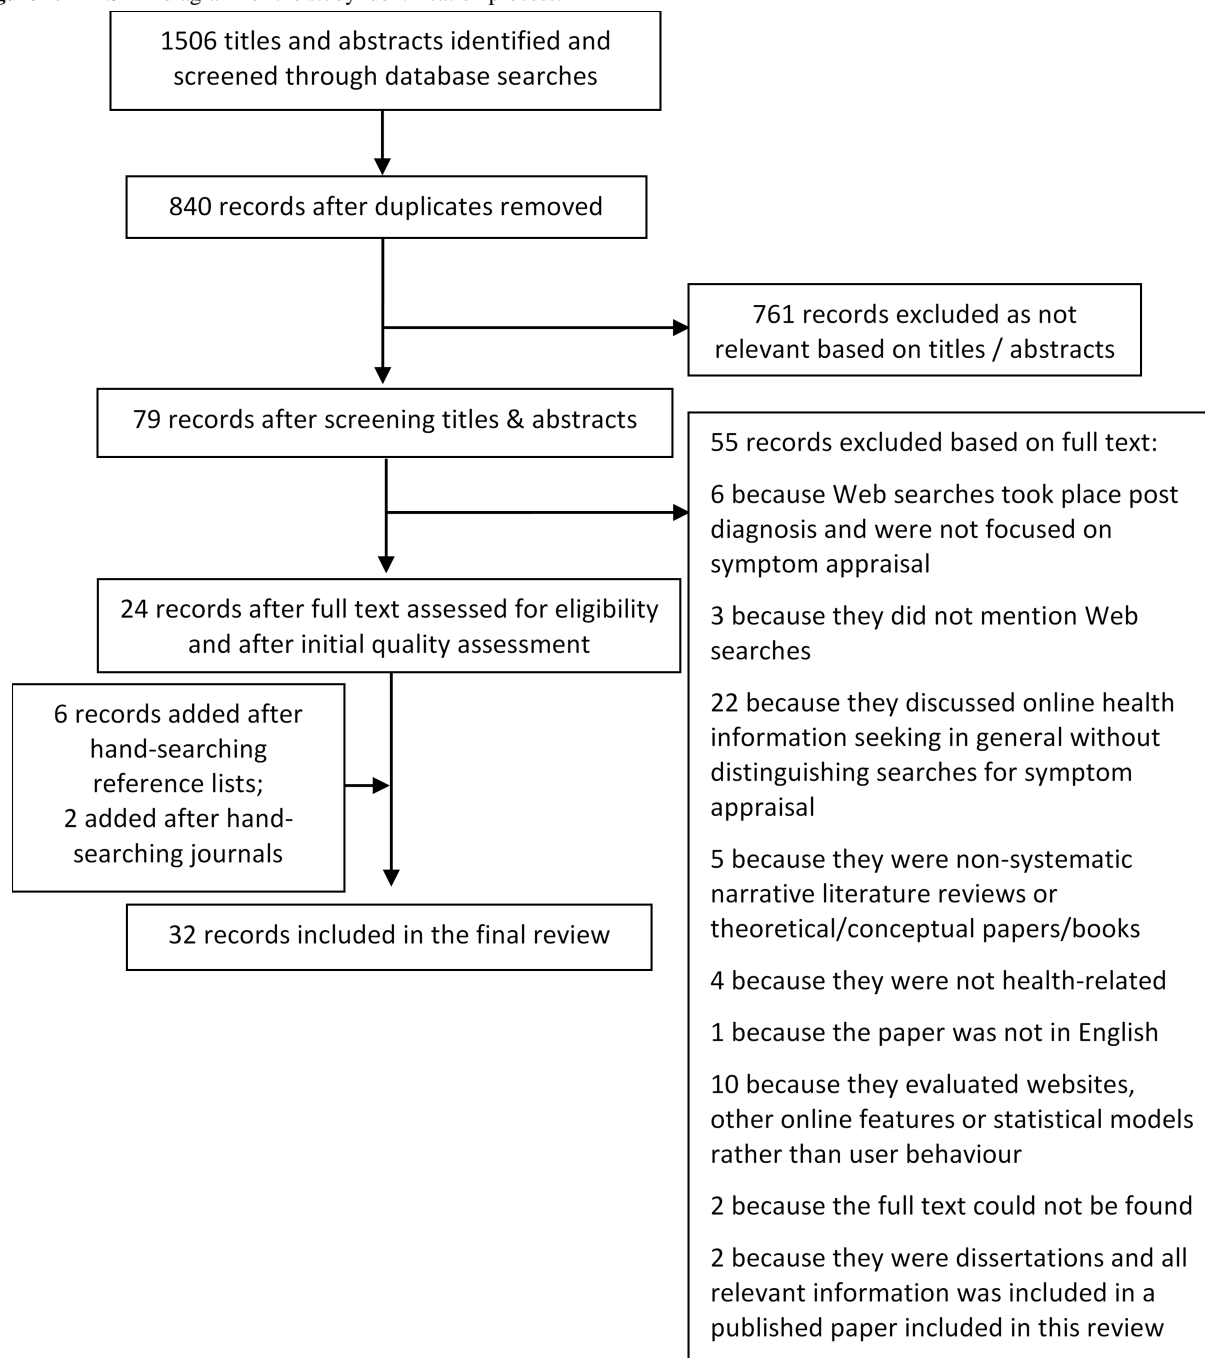 1506 titles and abstracts identified and
screened through database searches
840 records after duplicates removed
761 records excluded as not
relevant based on titles / abstracts
79 records after screening titles & abstracts
55 records excluded based on full text:
6 because Web searches took place post
diagnosis and were not focused on
symptom appraisal
3 because they did not mention Web
searches
22 because they discussed online health
information seeking in general without
distinguishing searches for symptom
appraisal
5 because they were non-systematic
narrative literature reviews or
theoretical/conceptual papers/books
4 because they were not health-related
1 because the paper was not in English
10 because they evaluated websites,
other online features or statistical models
rather than user behaviour
2 because the full text could not be found
2 because they were dissertations and all
relevant information was included in a
published paper included in this review
24 records after full text assessed for eligibility
and after initial quality assessment
6 records added after
hand-searching
reference lists;
2 added after hand-
searching journals
32 records included in the final review